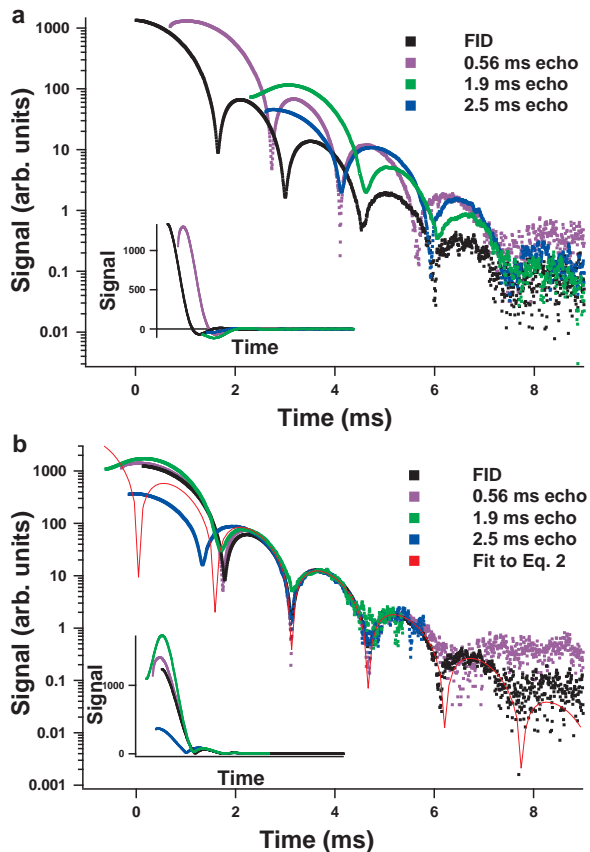 a
1000
100
10
1
0.1
0.01
Signal (arb. units)
FID
0.56 ms echo
1.9 ms echo
2.5 ms echo
1000
500
0
Signal
Time
0 2 4 6 8
Time (ms)
b
1000
100
10
1
0.1
0.01
0.001
Signal (arb. units)
FID
0.56 ms echo
1.9 ms echo
2.5 ms echo
Fit to Eq. 2
1000
0
Signal
Time
0 2 4 6 8
Time (ms)